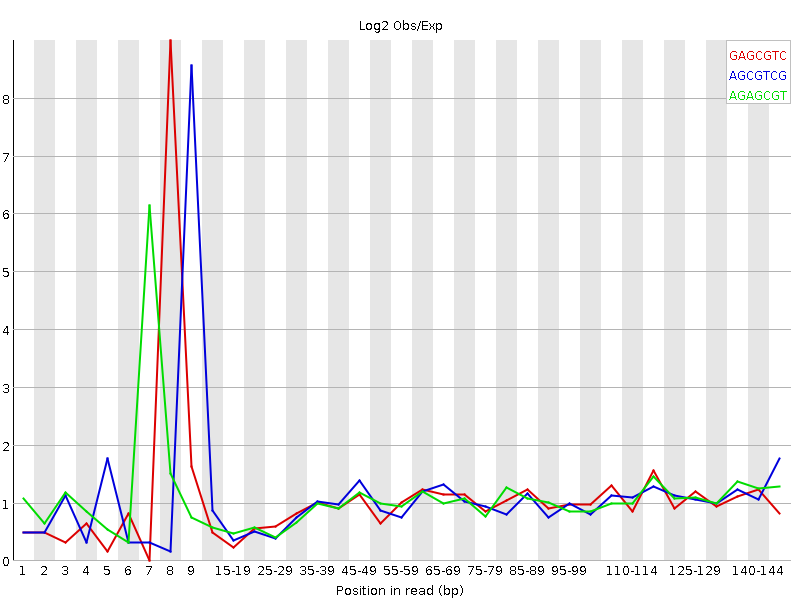 Log2 Obs/Exp
GAGCGTC
AGCGTCG
AGAGCGT
8
7
6
5
4
3
2
1
0
1 2 3 4 5 6 7 8 9 15-19 25-29 35-39 45-49 55-59 65-69 75-79 85-89 95-99 110-114 125-129 140-144
Position in read (bp)